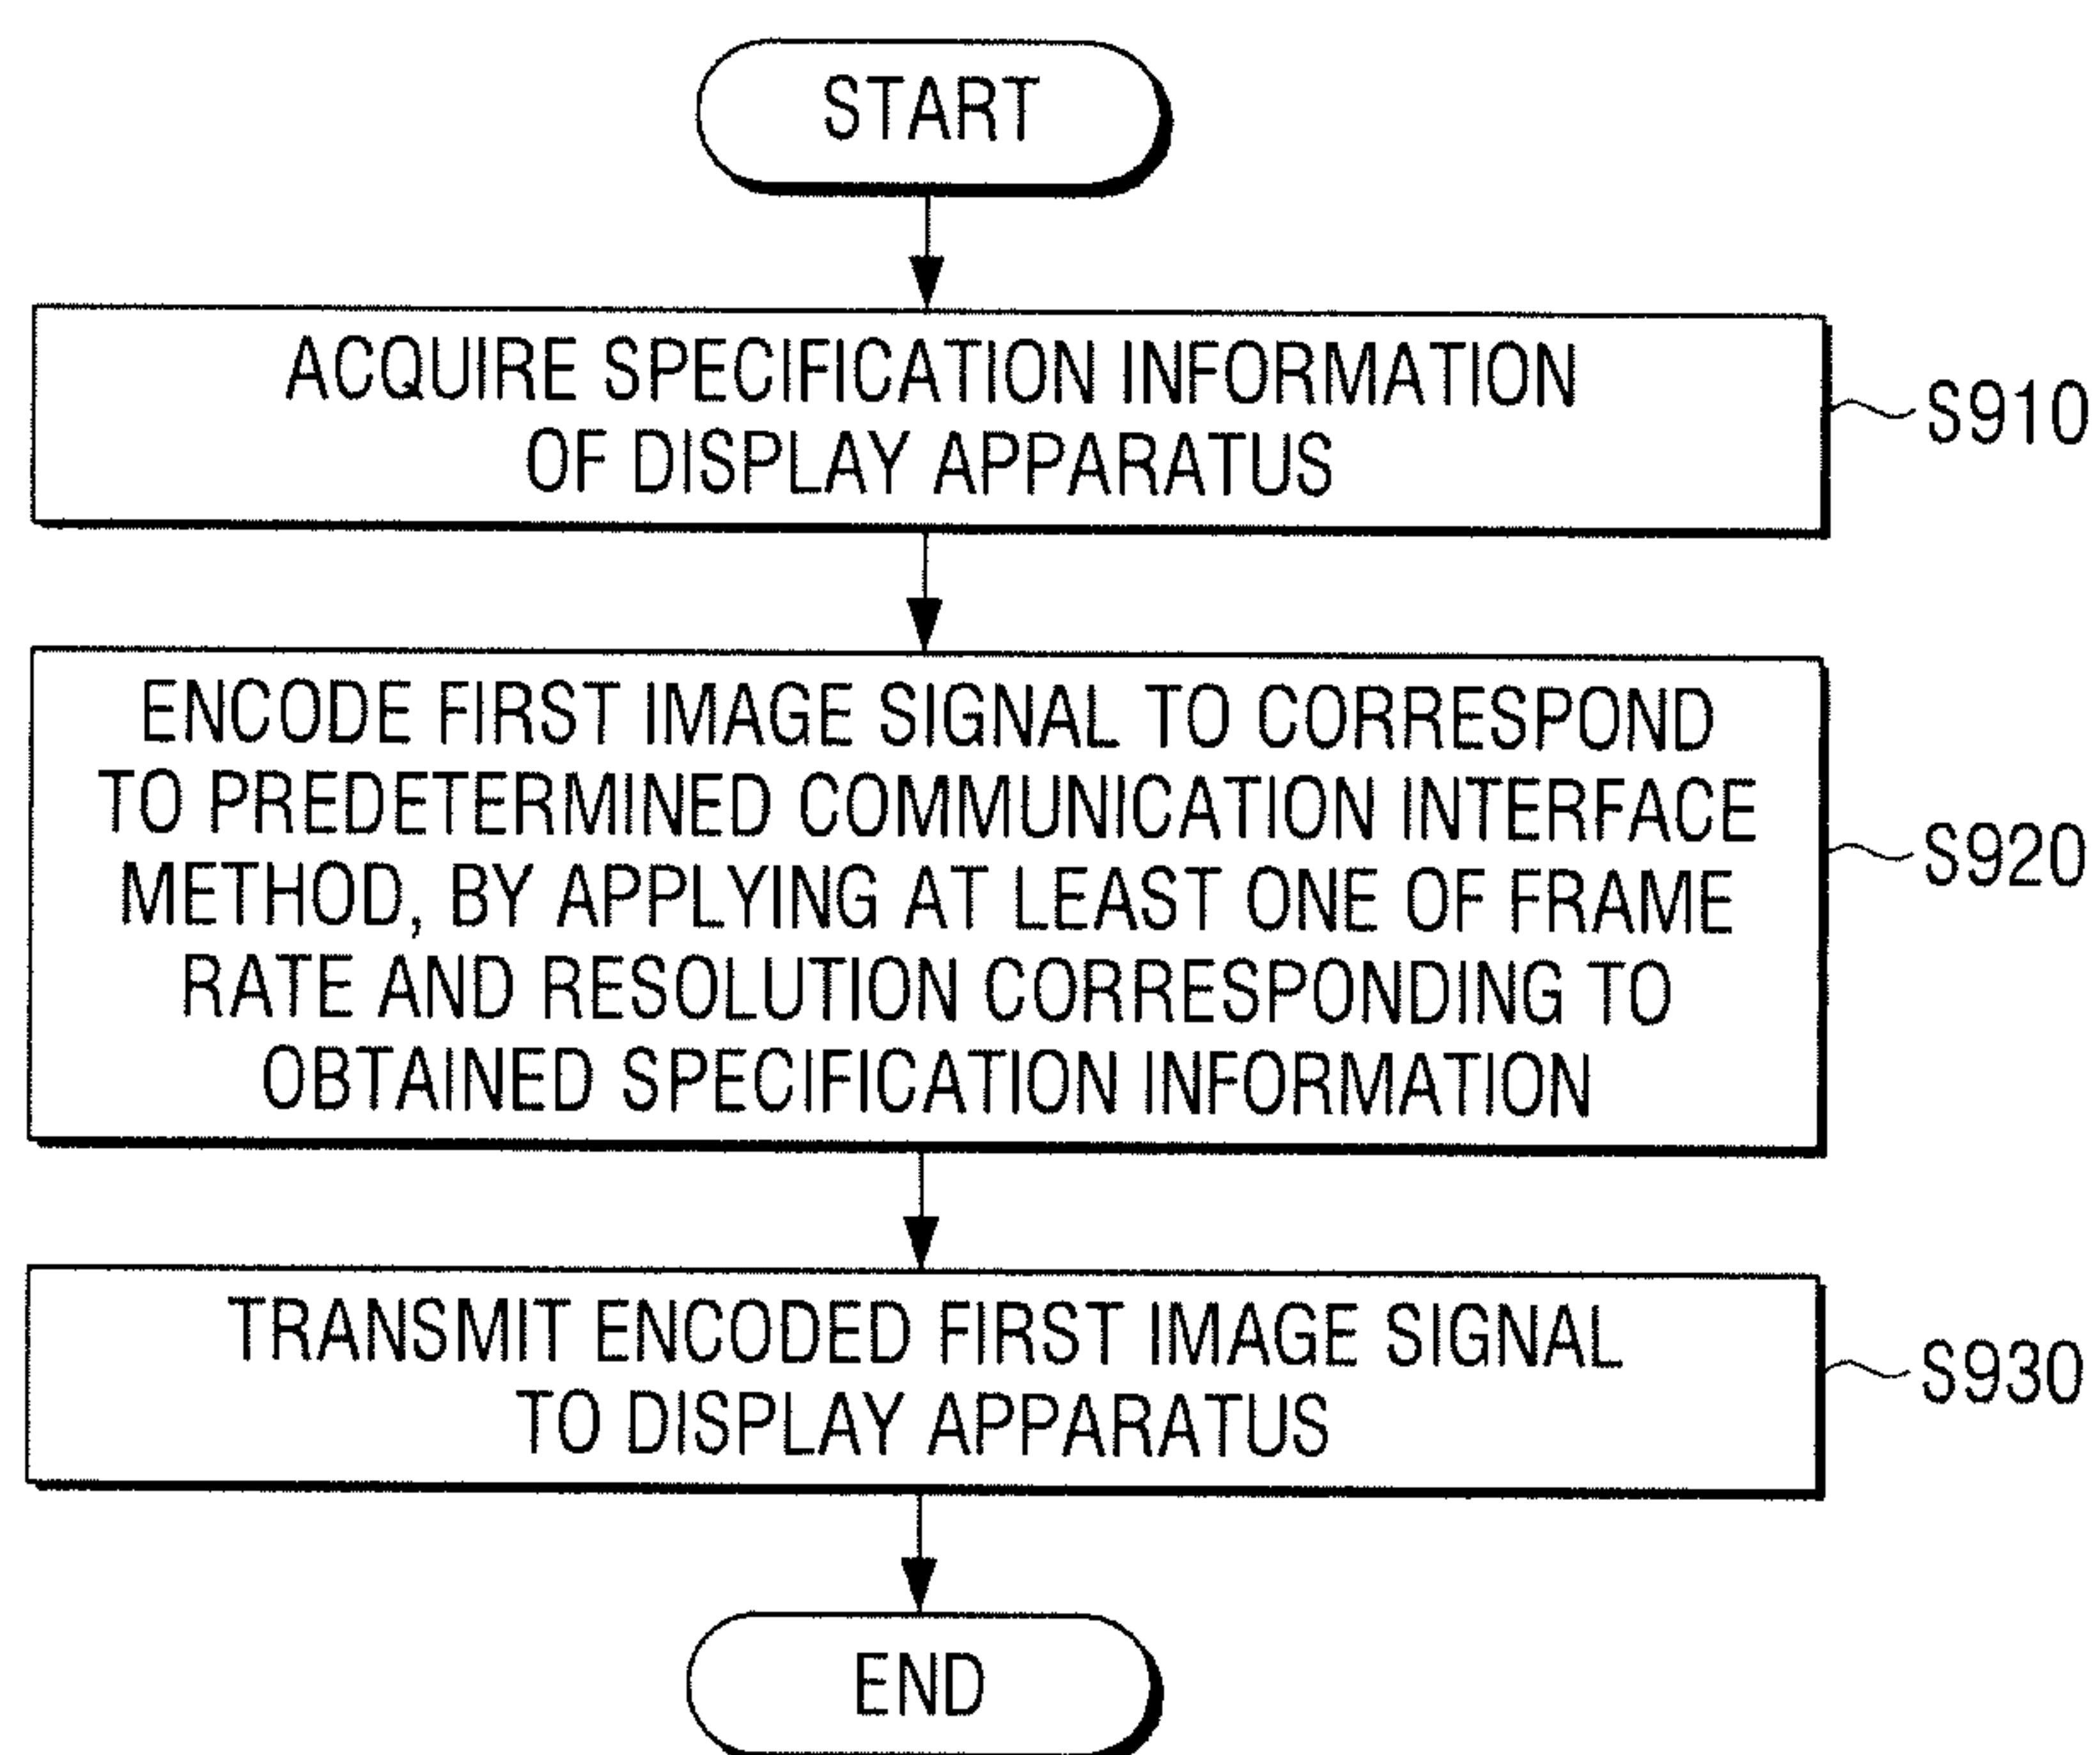 START
ACQUIRE SPECIFICATION INFORMATION
OF DISPLAY APPARATUS
S910
ENCODE FIRST IMAGE SIGNAL TO CORRESPOND
TO PREDETERMINED COMMUNICATION INTERFACE
METHOD, BY APPLYING AT LEAST ONE OF FRAME
RATE AND RESOLUTION CORRESPONDING TO
OBTAINED SPECIFICATION INFORMATION
S920
TRANSMIT ENCODED FIRST IMAGE SIGNAL
TO DISPLAY APPARATUS
S930
END